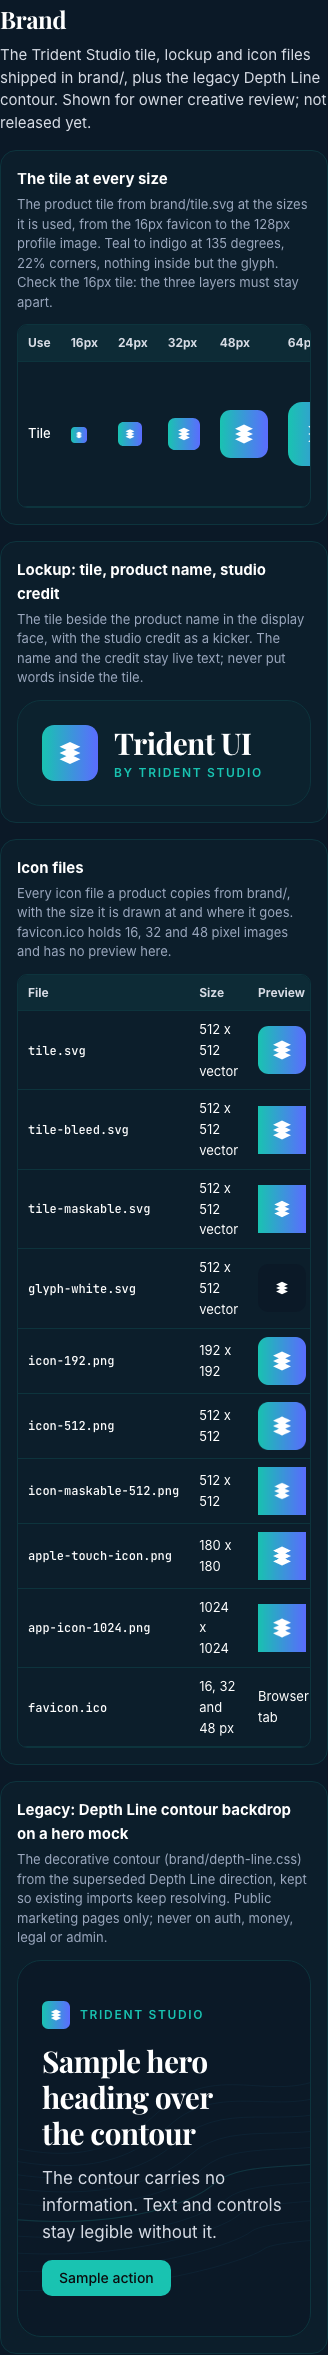 Brand
The Trident Studio tile, lockup and icon files
shipped in brand/, plus the legacy Depth Line
contour. Shown for owner creative review; not
released yet.
The tile at every size
The product tile from brand/tile.svg at the sizes
it is used, from the 16px favicon to the 128px
profile image. Teal to indigo at 135 degrees,
22% corners, nothing inside but the glyph.
Check the 16px tile: the three layers must stay
apart.
Use 16px 24px 32px 48px
Tile
Lockup: tile, product name, studio
credit
The tile beside the product name in the display
face, with the studio credit as a kicker. The
name and the credit stay live text; never put
words inside the tile.
Trident UI
BY TRIDENT STUDIO
Icon files
Every icon file a product copies from brand/,
with the size it is drawn at and where it goes.
favicon.ico holds 16, 32 and 48 pixel images
and has no preview here.
File Size Preview
tile.svg 512 x
512
vector
tile-bleed.svg 512 x
512
vector
tile-maskable.svg 512 x
512
vector
glyph-white.svg 512 x
512
vector
icon-192.png 192 x
192
icon-512.png 512 x
512
icon-maskable-512.png 512 x
512
apple-touch-icon.png 180 x
180
app-icon-1024.png 1024
x
1024
favicon.ico 16, 32
and
48 px
Browser
tab
Legacy: Depth Line contour backdrop
on a hero mock
The decorative contour (brand/depth-line.css)
from the superseded Depth Line direction, kept
so existing imports keep resolving. Public
marketing pages only; never on auth, money,
legal or admin.
TRIDENT STUDIO
Sample hero
heading over
the contour
The contour carries no
information. Text and controls
stay legible without it.
Sample action